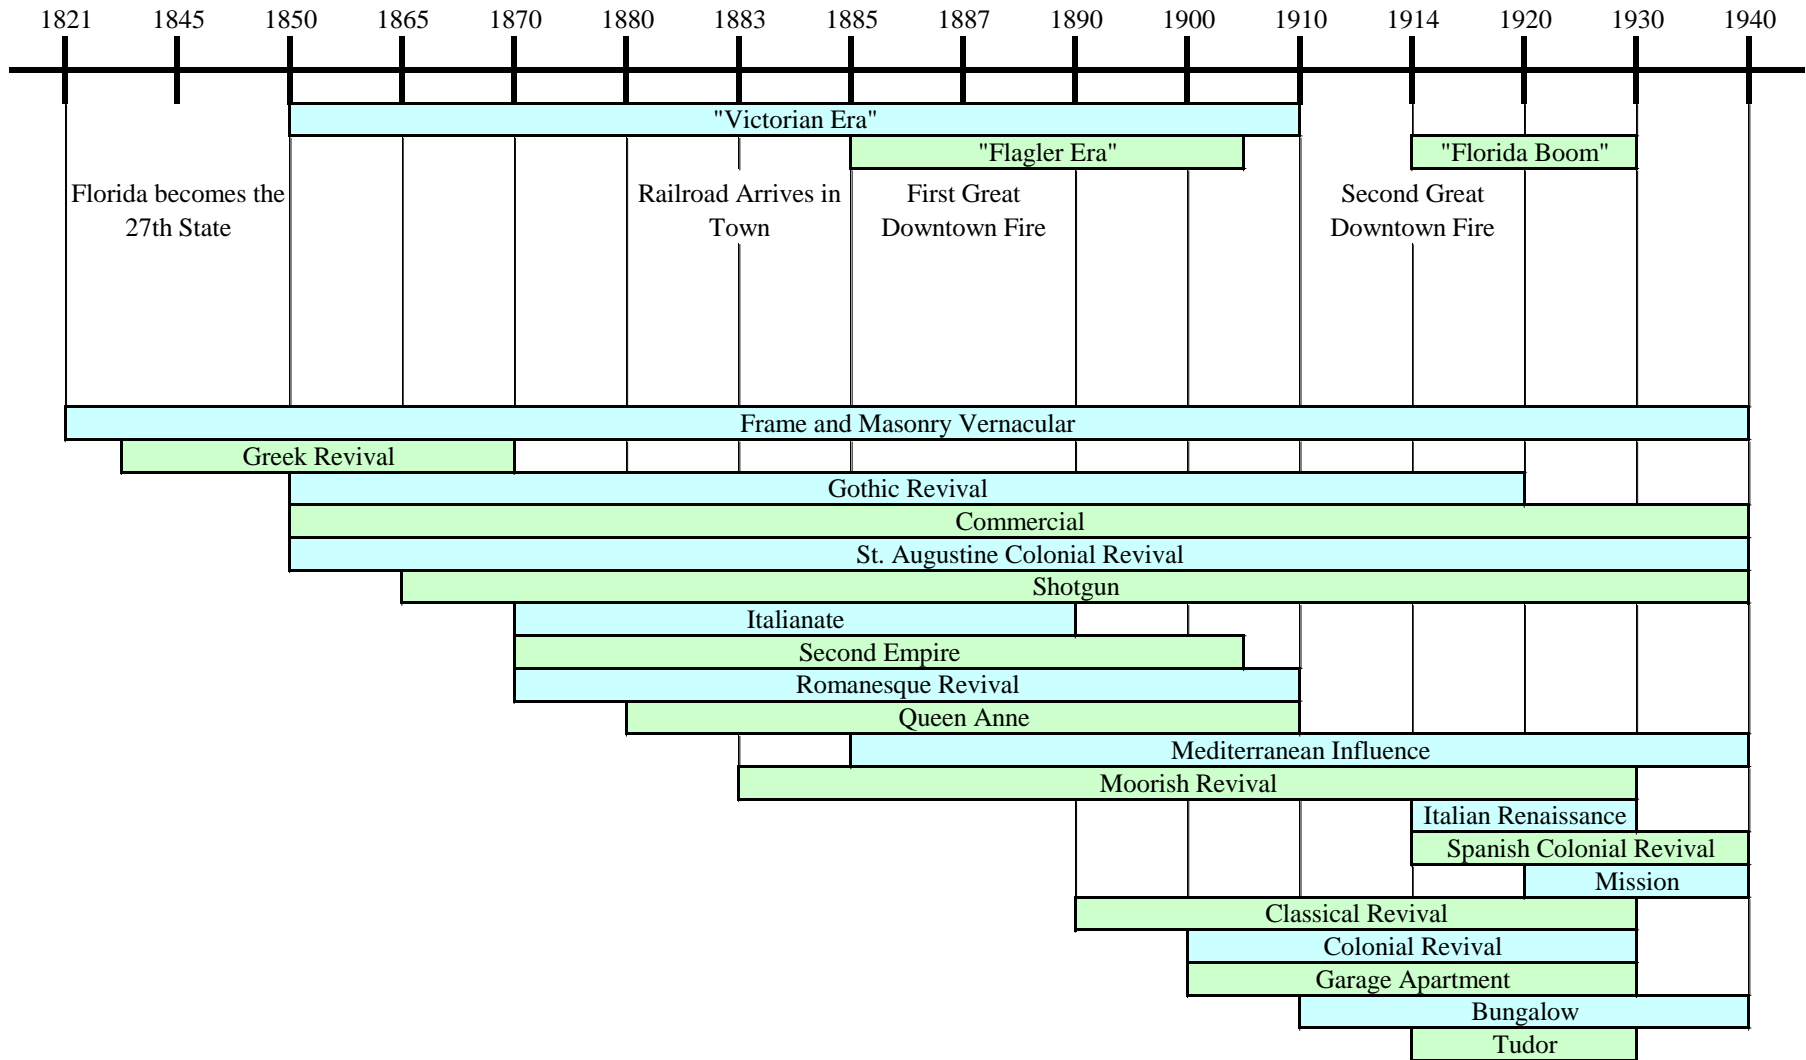 1821 1845 1850 1865 1870 1880 1883 1885 1887 1890 1900 1910 1914 1920 1930 1940
"Victorian Era"
"Flagler Era" "Florida Boom"
Florida becomes the Railroad Arrives in First Great Second Great
27th State Town Downtown Fire Downtown Fire
Frame and Masonry Vernacular
Greek Revival
Gothic Revival
Commercial
St. Augustine Colonial Revival
Shotgun
Italianate
Second Empire
Romanesque Revival
Queen Anne
Mediterranean Influence
Moorish Revival
Italian Renaissance
Spanish Colonial Revival
Mission
Classical Revival
Colonial Revival
Garage Apartment
Bungalow
Tudor